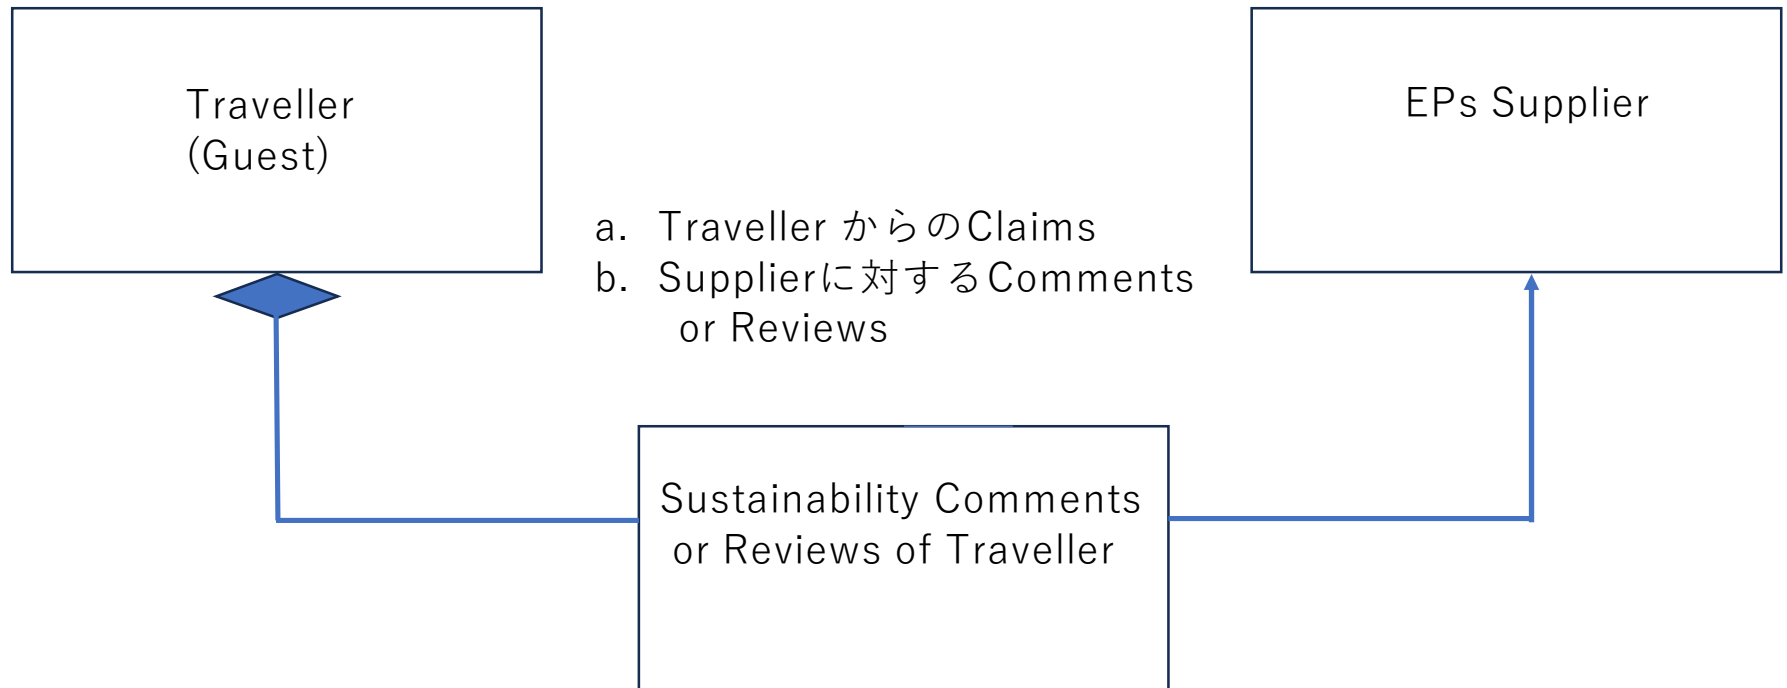 Traveller
(Guest)
EPs Supplier
a. Traveller からのClaims
b. Supplierに対するComments
or Reviews
Sustainability Comments
or Reviews of Traveller